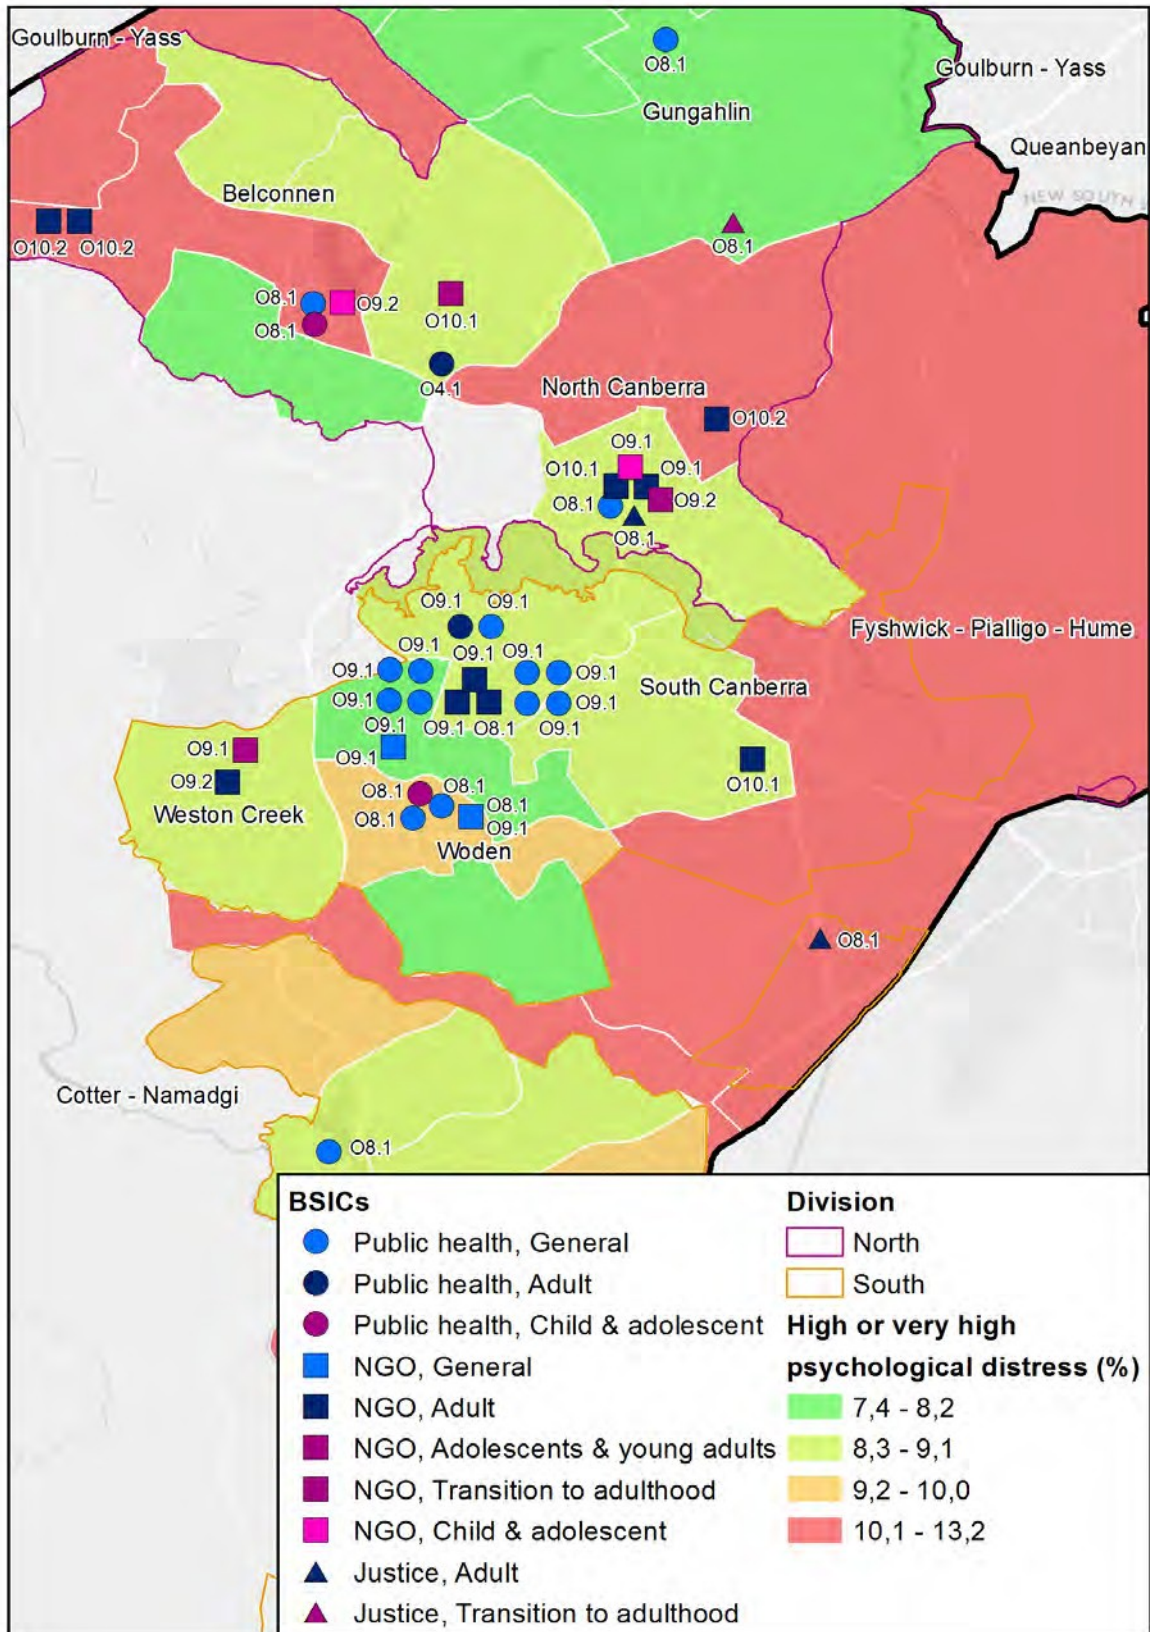 Goulburn - Yass
O8.1
Goulburn - Yass
Gungahlin
Queanbeyan
NEW SOUTH
Belconnen
O10.2
O10.2
O8.1
O8.1
O9.2
O8.1
O10.1
O4.1
North Canberra
O10.2
O9.1
O10.1
O9.1
O8.1
O9.2
O8.1
O9.1
O9.1
Fyshwick - Pialligo - Hume
O9.1
O9.1
O9.1
O9.1
O9.1
South Canberra
O9.1
O9.1
O8.1
O9.1
O9.1
O9.1
O9.1
O9.1
O10.1
O9.2
Weston Creek
O8.1
O8.1
O8.1
O8.1
O9.1
Woden
O8.1
Cotter - Namadgi
O8.1
BSICs
Public health, General
Public health, Adult
Public health, Child & adolescent
NGO, General
NGO, Adult
NGO, Adolescents & young adults
NGO, Transition to adulthood
NGO, Child & adolescent
Justice, Adult
Justice, Transition to adulthood
Division
North
South
High or very high
psychological distress (%)
7,4 - 8,2
8,3 - 9,1
9,2 - 10,0
10,1 - 13,2